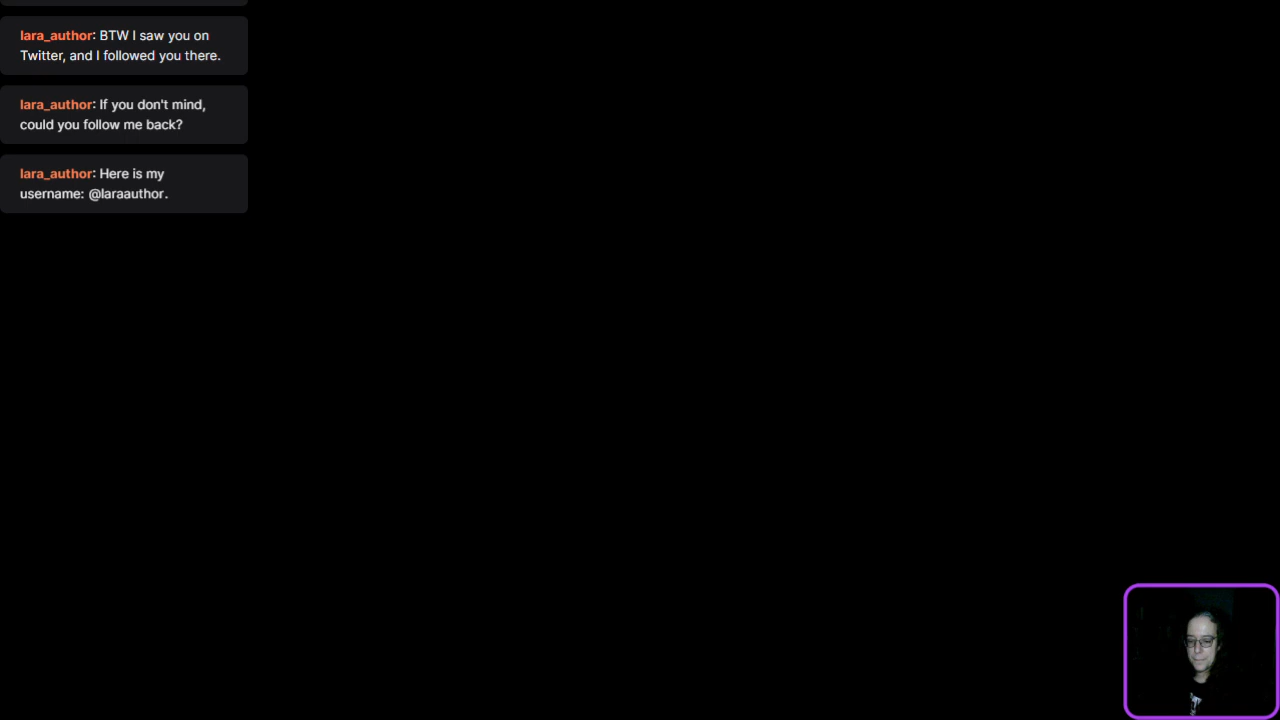 lara_author: BTW I saw you on
Twitter, and I followed you there.
lara_author: If you don't mind,
could you follow me back?
lara_author: Here is my
username: @laraauthor.